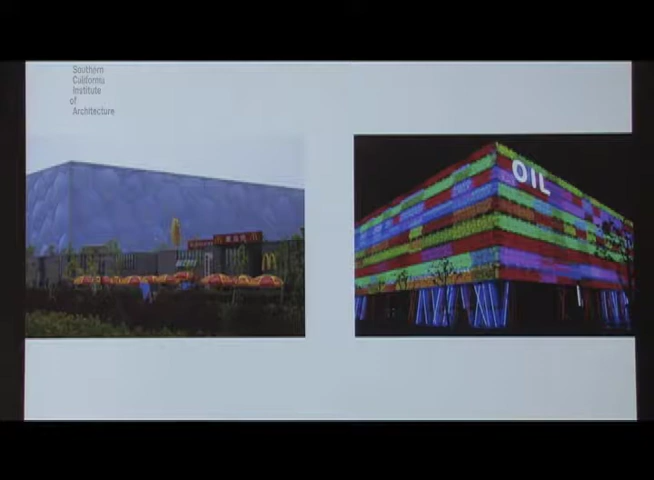 Southern
California
Institute
of
Architecture
OIL